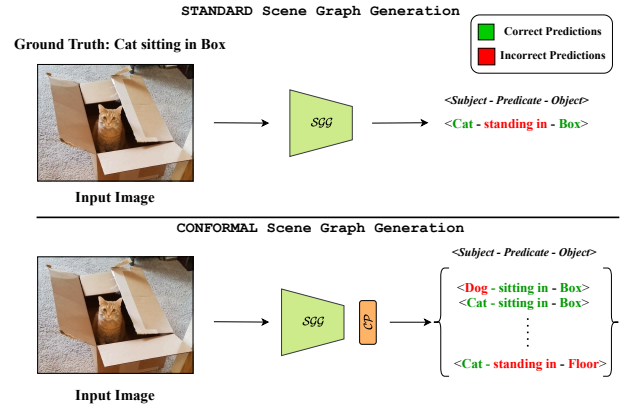 STANDARD Scene Graph Generation
Ground Truth: Cat sitting in Box
Correct Predictions
Incorrect Predictions
SGG
<Subject - Predicate - Object>
<Cat - standing in - Box>
Input Image
CONFORMAL Scene Graph Generation
<Subject - Predicate - Object>
SGG
CP
<Dog - sitting in - Box>
<Cat - sitting in - Box>
<Cat - standing in - Floor>
Input Image